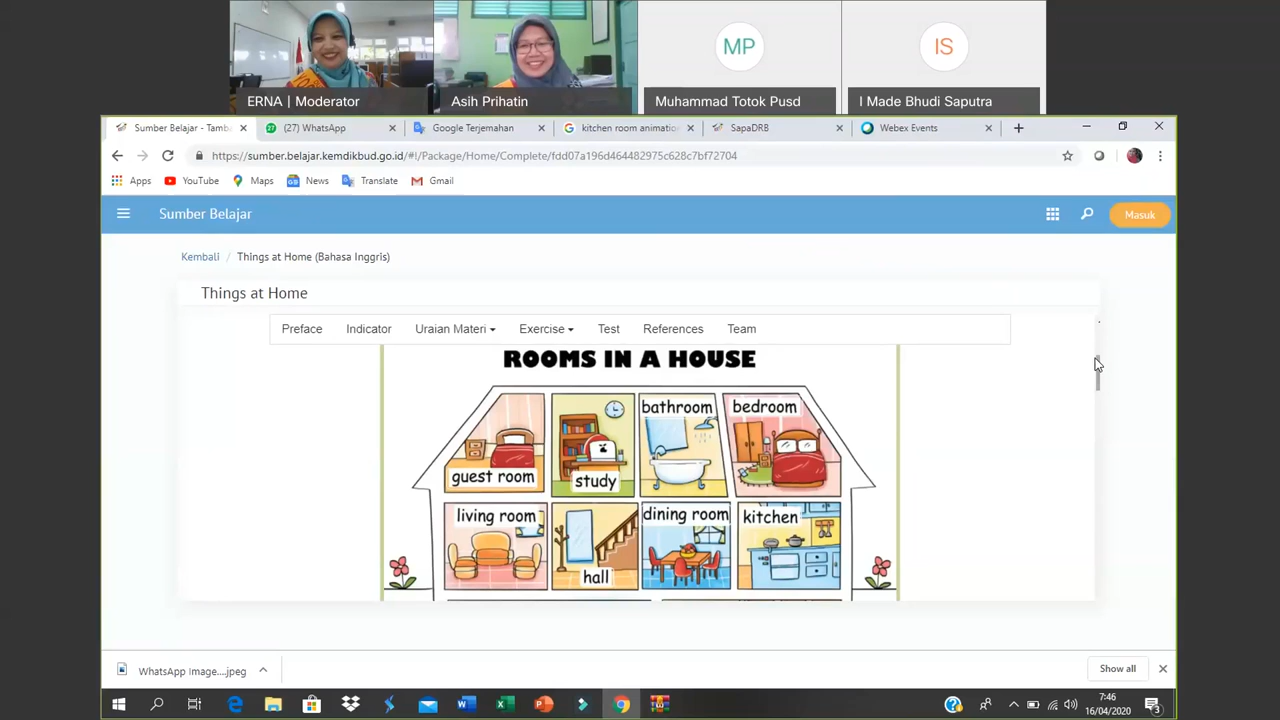 MP
IS
ERNA | Moderator
Asih Prihatin
Muhammad Totok Pusd
I Made Bhudi Saputra
Sumber Belajar - Tamba
(27) WhatsApp
Google Terjemahan
kitchen room animation
SapaDRB
Webex Events
https://sumber.belajar.kemdikbud.go.id/#!/Package/Home/Complete/fdd07a196d464482975c628c7bf72704
Apps
YouTube
Maps
News
Translate
Gmail
Sumber Belajar
Masuk
Kembali / Things at Home (Bahasa Inggris)
Things at Home
Preface
Indicator
Uraian Materi
Exercise
Test
References
Team
ROOMS IN A HOUSE
guest room
study
bathroom
bedroom
living room
hall
dining room
kitchen
WhatsApp Image....jpeg
Show all
7:46
16/04/2020